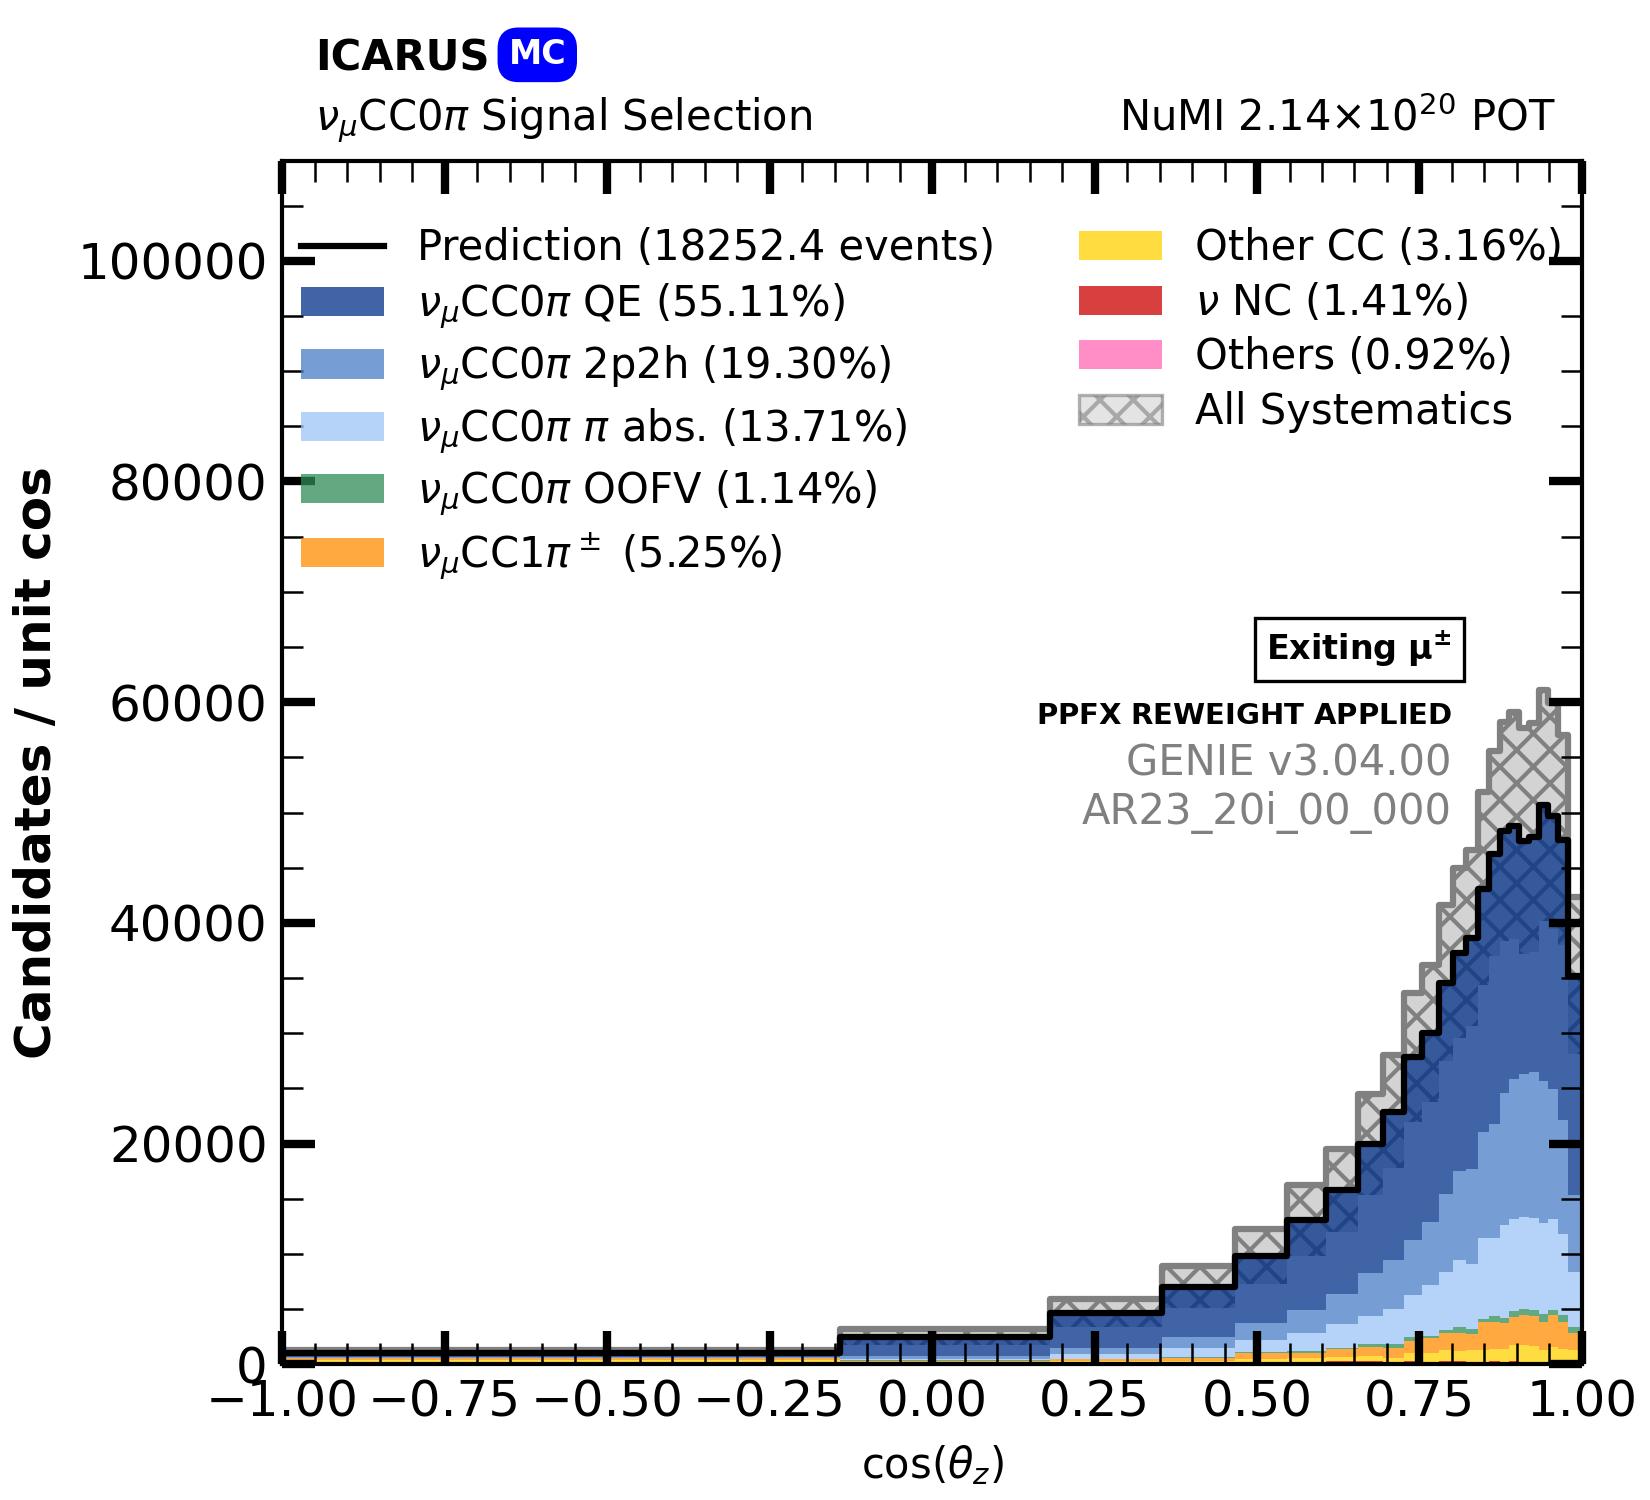 ICARUS MC
νμCC0π Signal Selection
NuMI 2.14×10²⁰ POT
Candidates / unit cos
100000
80000
60000
40000
20000
0
Prediction (18252.4 events)
νμCC0π QE (55.11%)
νμCC0π 2p2h (19.30%)
νμCC0π π abs. (13.71%)
νμCC0π OOFV (1.14%)
νμCC1π± (5.25%)
Other CC (3.16%)
ν NC (1.41%)
Others (0.92%)
All Systematics
Exiting μ±
PPFX REWEIGHT APPLIED
GENIE v3.04.00
AR23_20i_00_000
−1.00 −0.75 −0.50 −0.25 0.00 0.25 0.50 0.75 1.00
cos(θz)